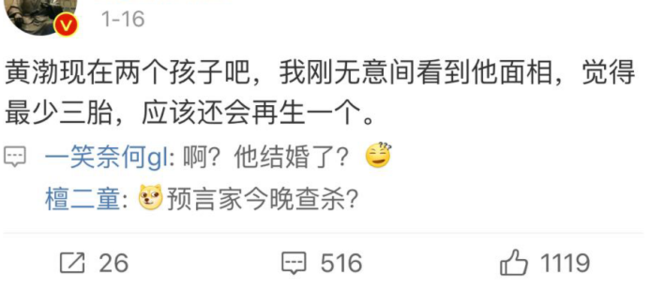 1-16
黄渤现在两个孩子吧，我刚无意间看到他面相，觉得
最少三胎，应该还会再生一个。
一笑奈何gl: 啊？他结婚了？
檀二童: 预言家今晚查杀？
26 516 1119